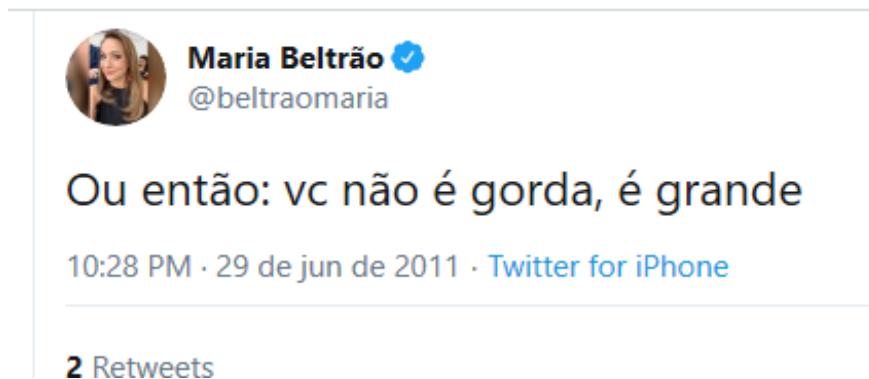 Maria Beltrão
@beltraomaria
Ou então: vc não é gorda, é grande
10:28 PM · 29 de jun de 2011 · Twitter for iPhone
2 Retweets